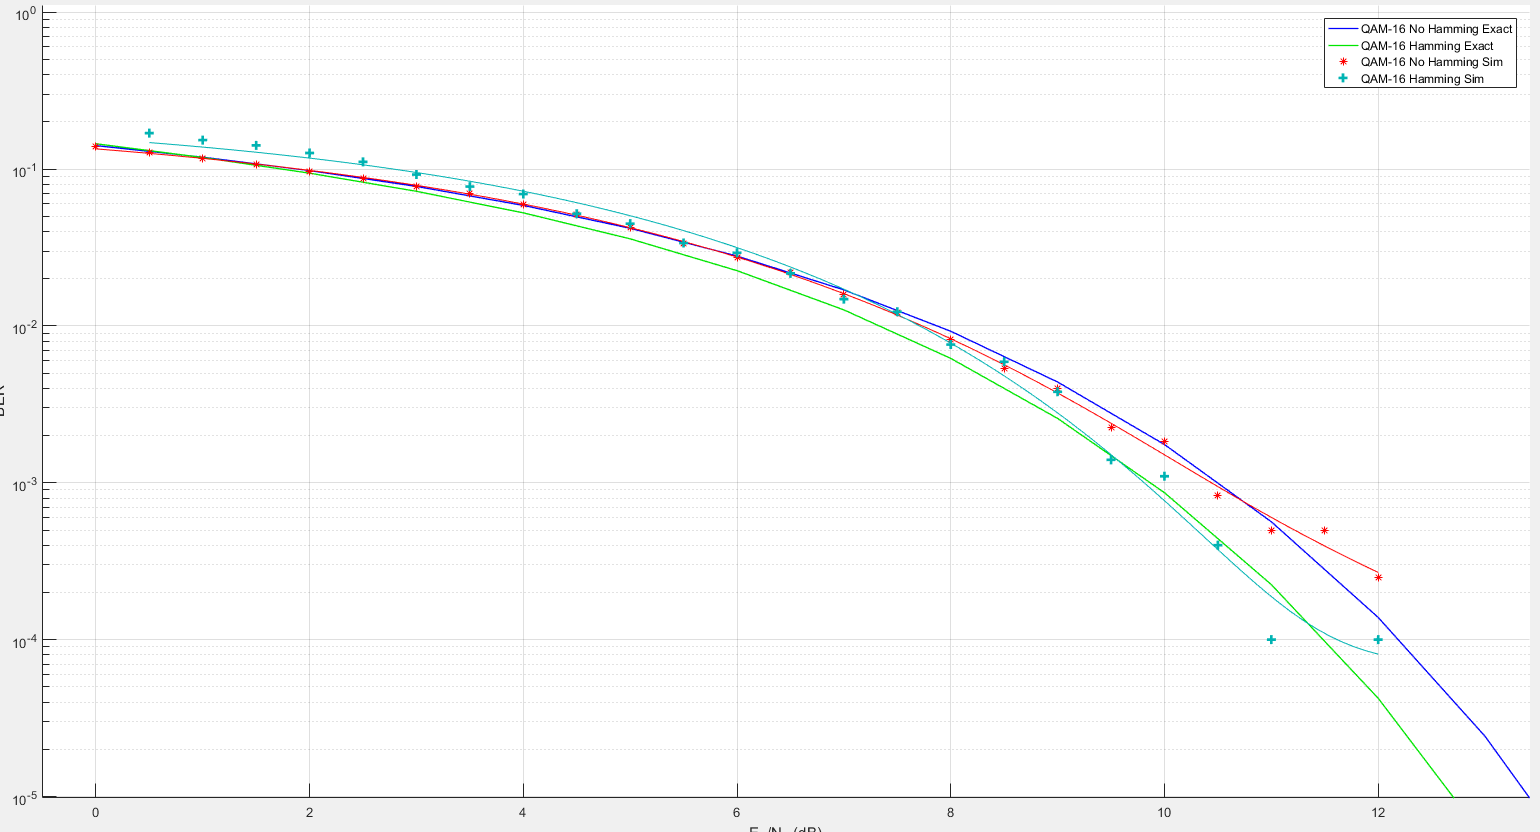 10^0
QAM-16 No Hamming Exact
QAM-16 Hamming Exact
QAM-16 No Hamming Sim
QAM-16 Hamming Sim
10^-1
10^-2
10^-3
10^-4
10^-5
0 2 4 6 8 10 12
(dB)